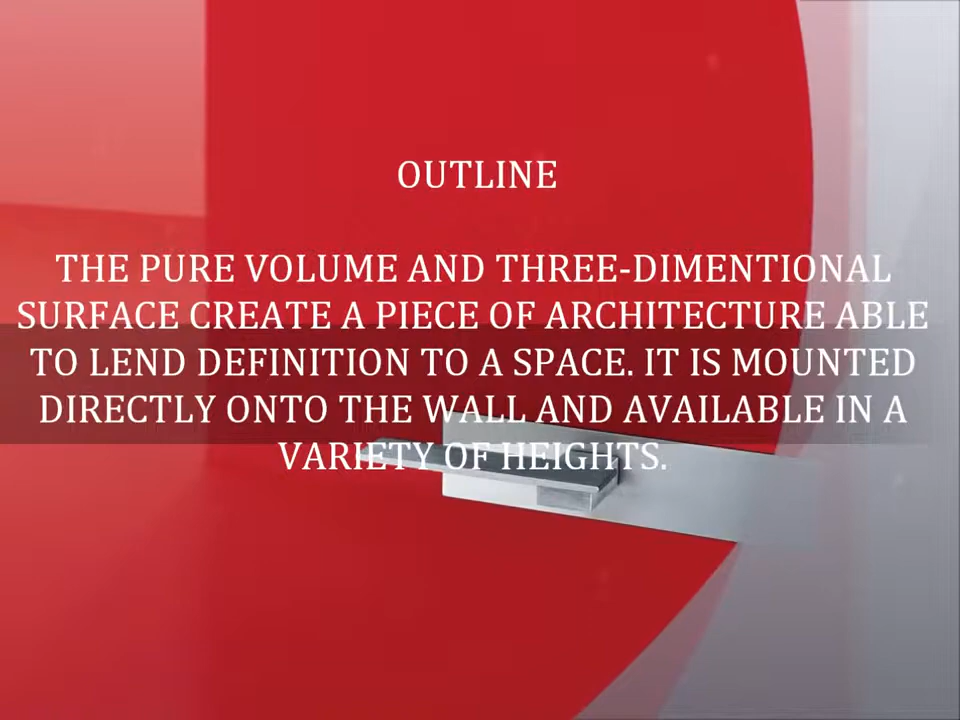 OUTLINE
THE PURE VOLUME AND THREE-DIMENTIONAL
SURFACE CREATE A PIECE OF ARCHITECTURE ABLE
TO LEND DEFINITION TO A SPACE. IT IS MOUNTED
DIRECTLY ONTO THE WALL AND AVAILABLE IN A
VARIETY OF HEIGHTS.